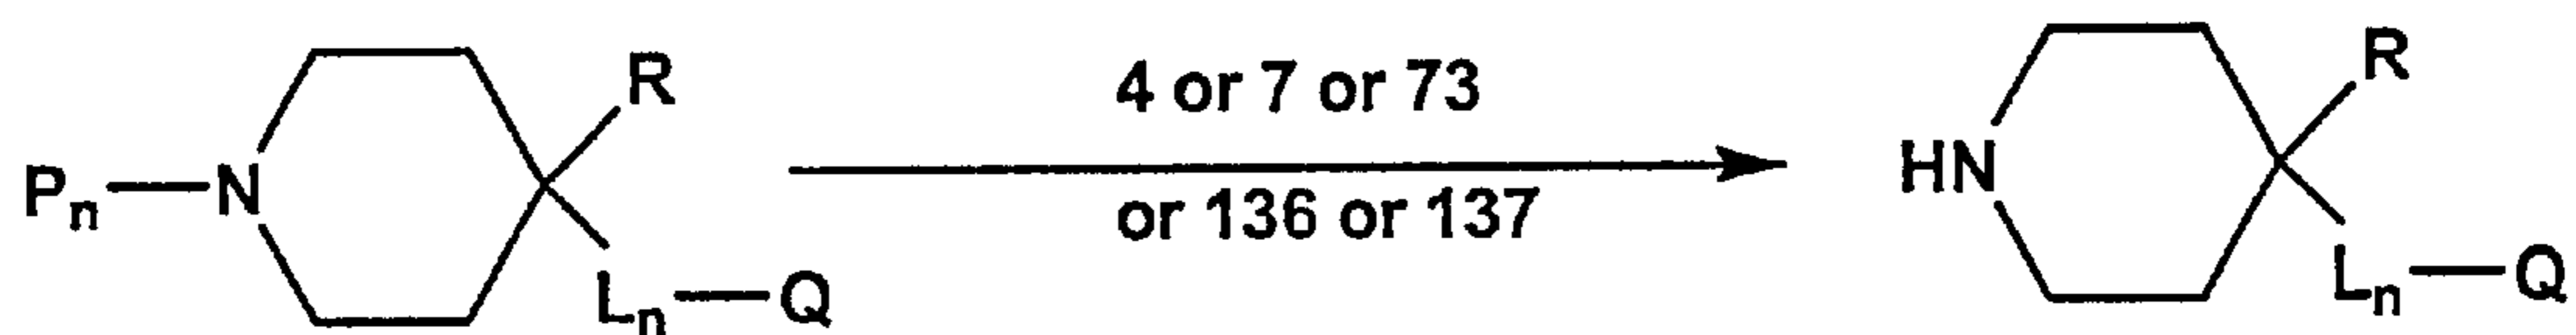 Pn—N
R
Ln—Q
4 or 7 or 73
or 136 or 137
HN
R
Ln—Q